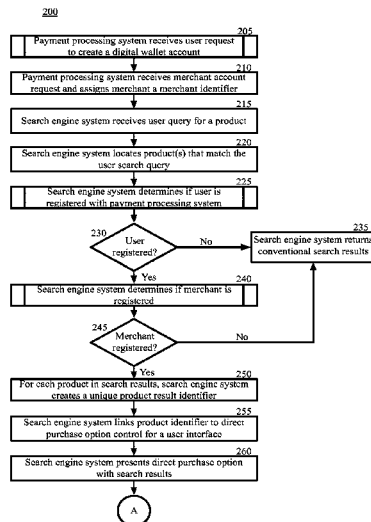 200
205
Payment processing system receives user request
to create a digital wallet account
210
Payment processing system receives merchant account
request and assigns merchant a merchant identifier
215
Search engine system receives user query for a product
220
Search engine system locates product(s) that match the
user search query
225
Search engine system determines if user is
registered with payment processing system
230
User
registered?
No
235
Search engine system returns
conventional search results
Yes
240
Search engine system determines if merchant is
registered
245
Merchant
registered?
No
Yes
250
For each product in search results, search engine system
creates a unique product result identifier
255
Search engine system links product identifier to direct
purchase option control for a user interface
260
Search engine system presents direct purchase option
with search results
A